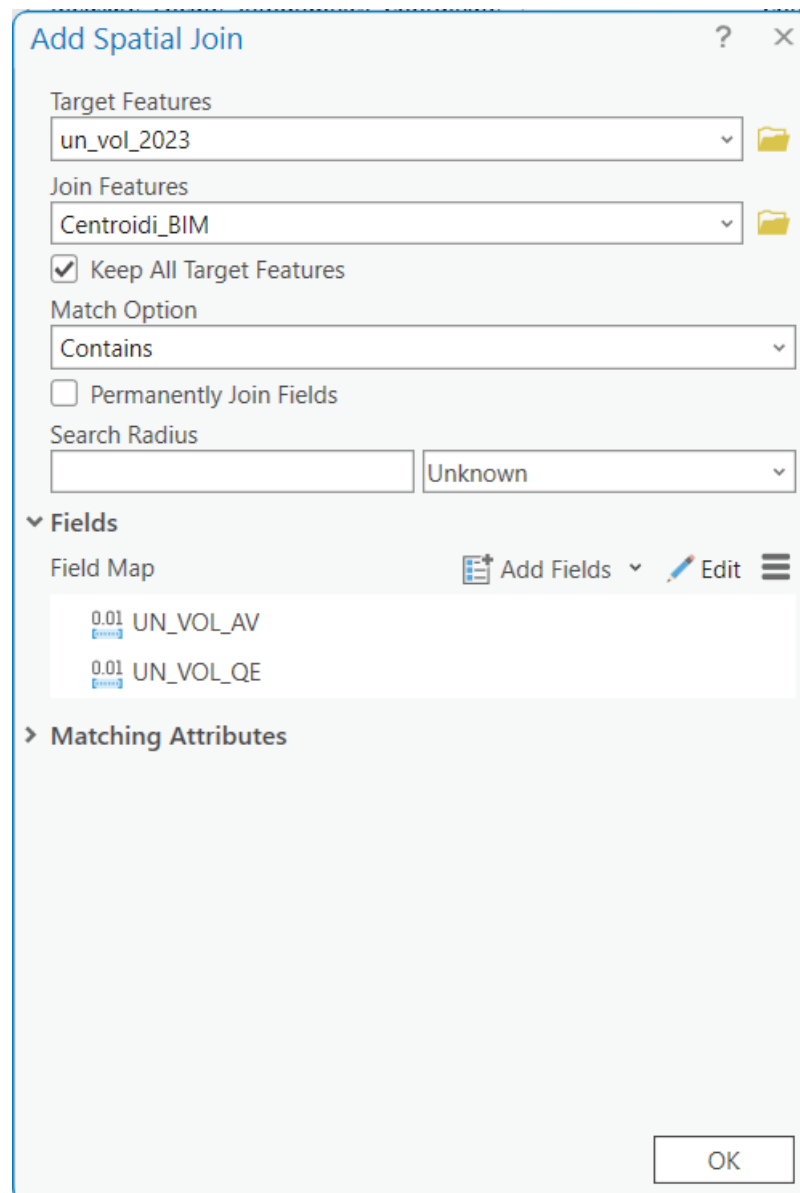 Add Spatial Join ? ×
Target Features
un_vol_2023
Join Features
Centroidi_BIM
Keep All Target Features
Match Option
Contains
Permanently Join Fields
Search Radius
Unknown
Fields
Field Map Add Fields Edit
0.01 UN_VOL_AV
0.01 UN_VOL_QE
Matching Attributes
OK